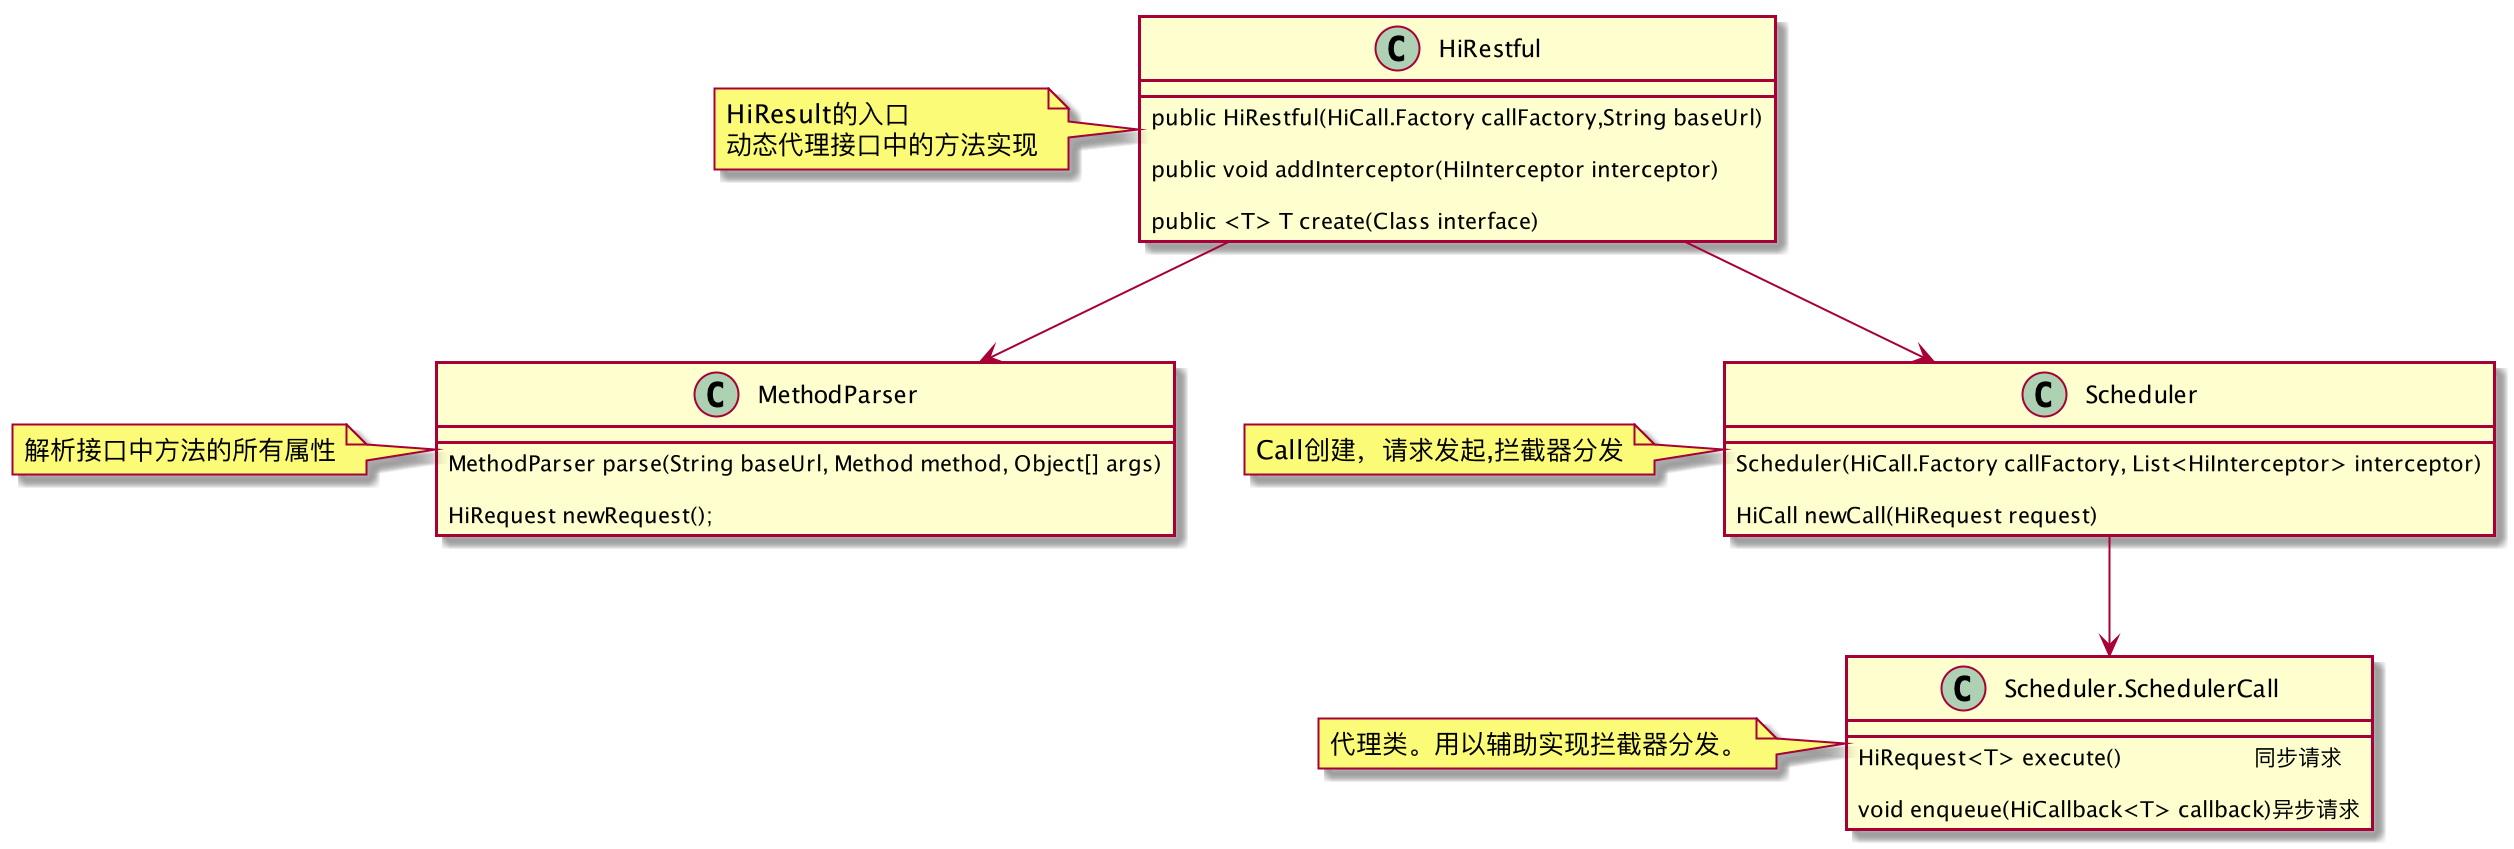 C HiRestful
HiResult的入口
动态代理接口中的方法实现
public HiRestful(HiCall.Factory callFactory,String baseUrl)
public void addInterceptor(HiInterceptor interceptor)
public <T> T create(Class interface)
C MethodParser
解析接口中方法的所有属性
MethodParser parse(String baseUrl, Method method, Object[] args)
HiRequest newRequest();
C Scheduler
Call创建，请求发起,拦截器分发
Scheduler(HiCall.Factory callFactory, List<HiInterceptor> interceptor)
HiCall newCall(HiRequest request)
C Scheduler.SchedulerCall
代理类。用以辅助实现拦截器分发。
HiRequest<T> execute() 同步请求
void enqueue(HiCallback<T> callback)异步请求